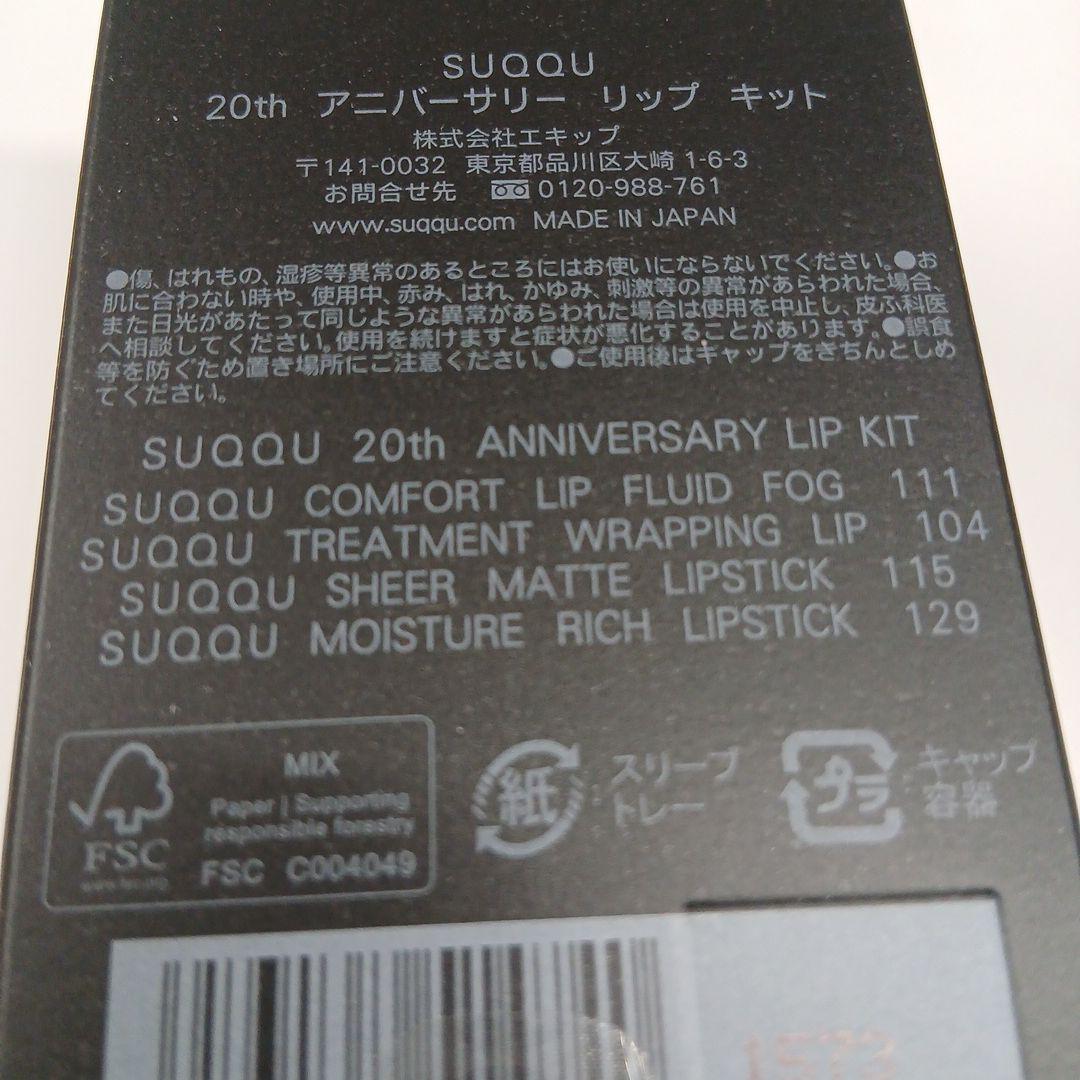 SUQQU
20th アニバーサリー リップ キット
株式会社エキップ
〒141-0032 東京都品川区大崎 1-6-3
お問合せ先 0120-988-761
www.suqqu.com MADE IN JAPAN
●傷、はれもの、湿疹等異常のあるところにはお使いにならないでください。●お
肌に合わない時や、使用中、赤み、はれ、かゆみ、刺激等の異常があらわれた場合、
また日光があたって同じような異常があらわれた場合は使用を中止し、皮ふ科医
へ相談してください。使用を続けますと症状が悪化することがあります。●誤食
等を防ぐため置き場所にご注意ください。●ご使用後はキャップをきちんとしめ
てください。
SUQQU 20th ANNIVERSARY LIP KIT
SUQQU COMFORT LIP FLUID FOG 111
SUQQU TREATMENT WRAPPING LIP 104
SUQQU SHEER MATTE LIPSTICK 115
SUQQU MOISTURE RICH LIPSTICK 129
FSC
www.fsc.org
MIX
Paper | Supporting
responsible forestry
FSC C004049
紙
スリーブ
トレー
プラ
キャップ
容器
1573